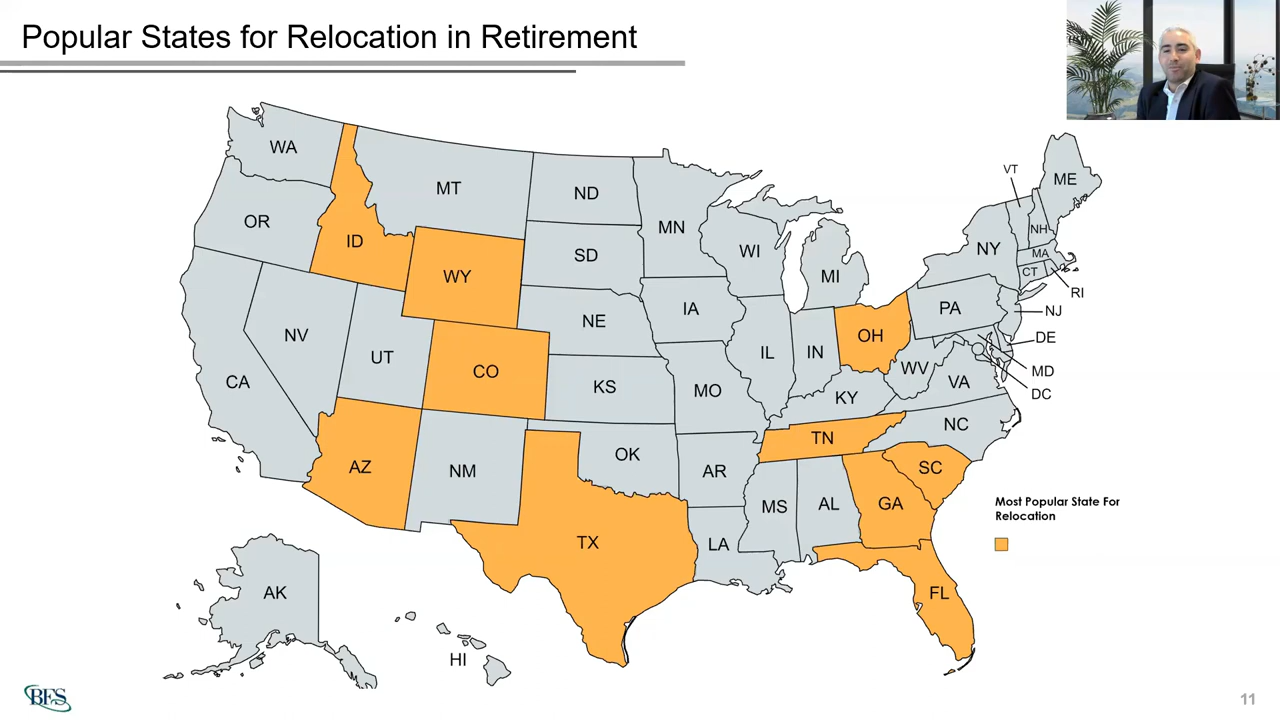 Popular States for Relocation in Retirement
WA
MT
ND
MN
VT
ME
OR
ID
WY
SD
WI
MI
NY
NH
MA
CT
RI
NV
UT
CO
NE
IA
IL
IN
OH
PA
NJ
DE
MD
DC
CA
KS
MO
KY
WV
VA
AZ
NM
OK
AR
TN
NC
SC
TX
LA
MS
AL
GA
FL
AK
HI
Most Popular State For
Relocation
BFS
11